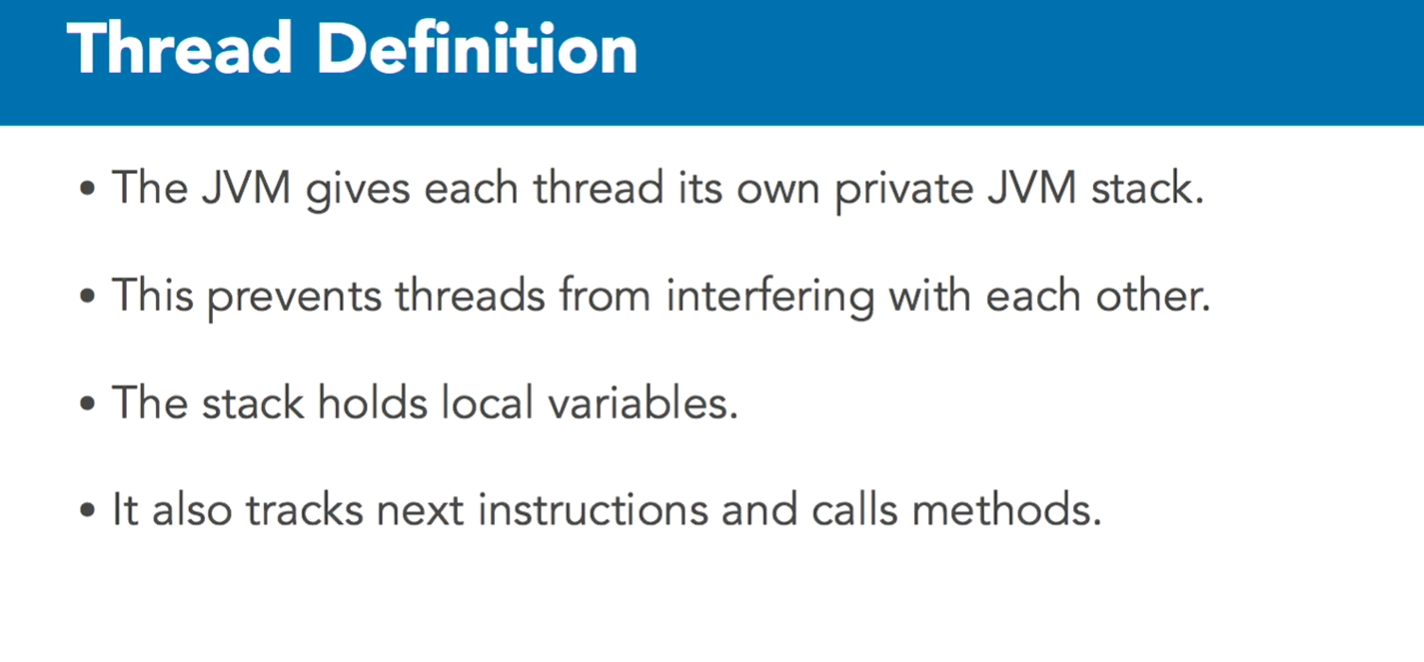 Thread Definition
• The JVM gives each thread its own private JVM stack.
• This prevents threads from interfering with each other.
• The stack holds local variables.
• It also tracks next instructions and calls methods.